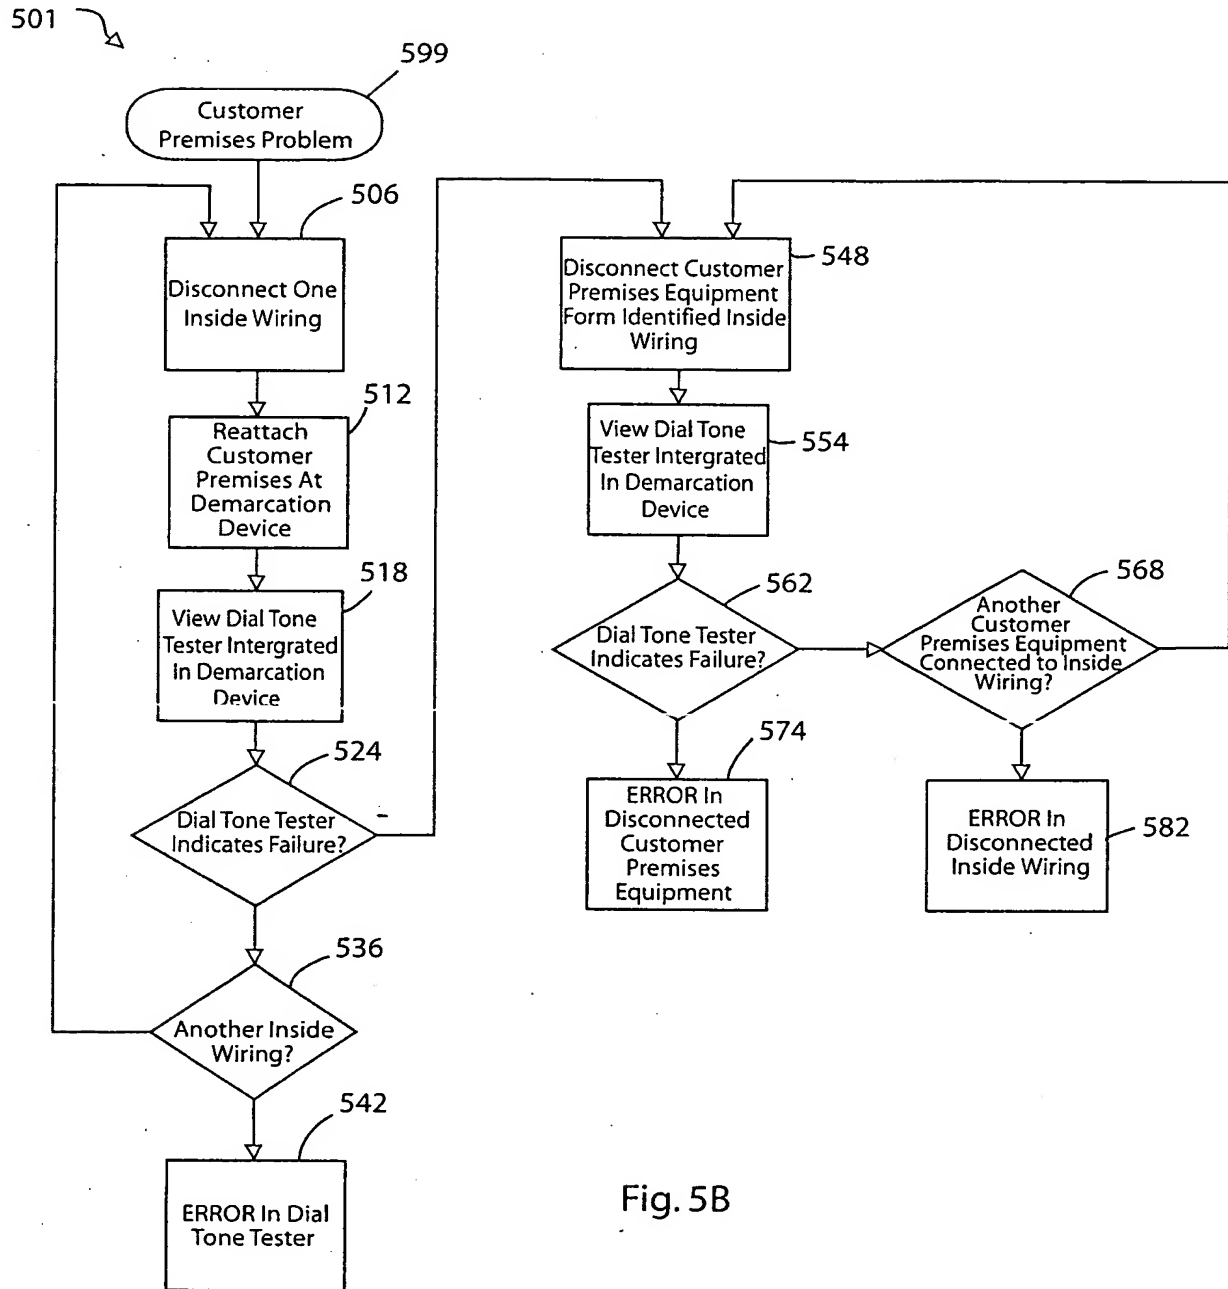 501
599
Customer
Premises Problem
506
Disconnect One
Inside Wiring
512
Reattach
Customer
Premises At
Demarcation
Device
518
View Dial Tone
Tester Intergrated
In Demarcation
Device
524
Dial Tone Tester
Indicates Failure?
536
Another Inside
Wiring?
542
ERROR In Dial
Tone Tester
548
Disconnect Customer
Premises Equipment
Form Identified Inside
Wiring
554
View Dial Tone
Tester Intergrated
In Demarcation
Device
562
Dial Tone Tester
Indicates Failure?
568
Another
Customer
Premises Equipment
Connected to Inside
Wiring?
574
ERROR In
Disconnected
Customer
Premises
Equipment
582
ERROR In
Disconnected
Inside Wiring
Fig. 5B